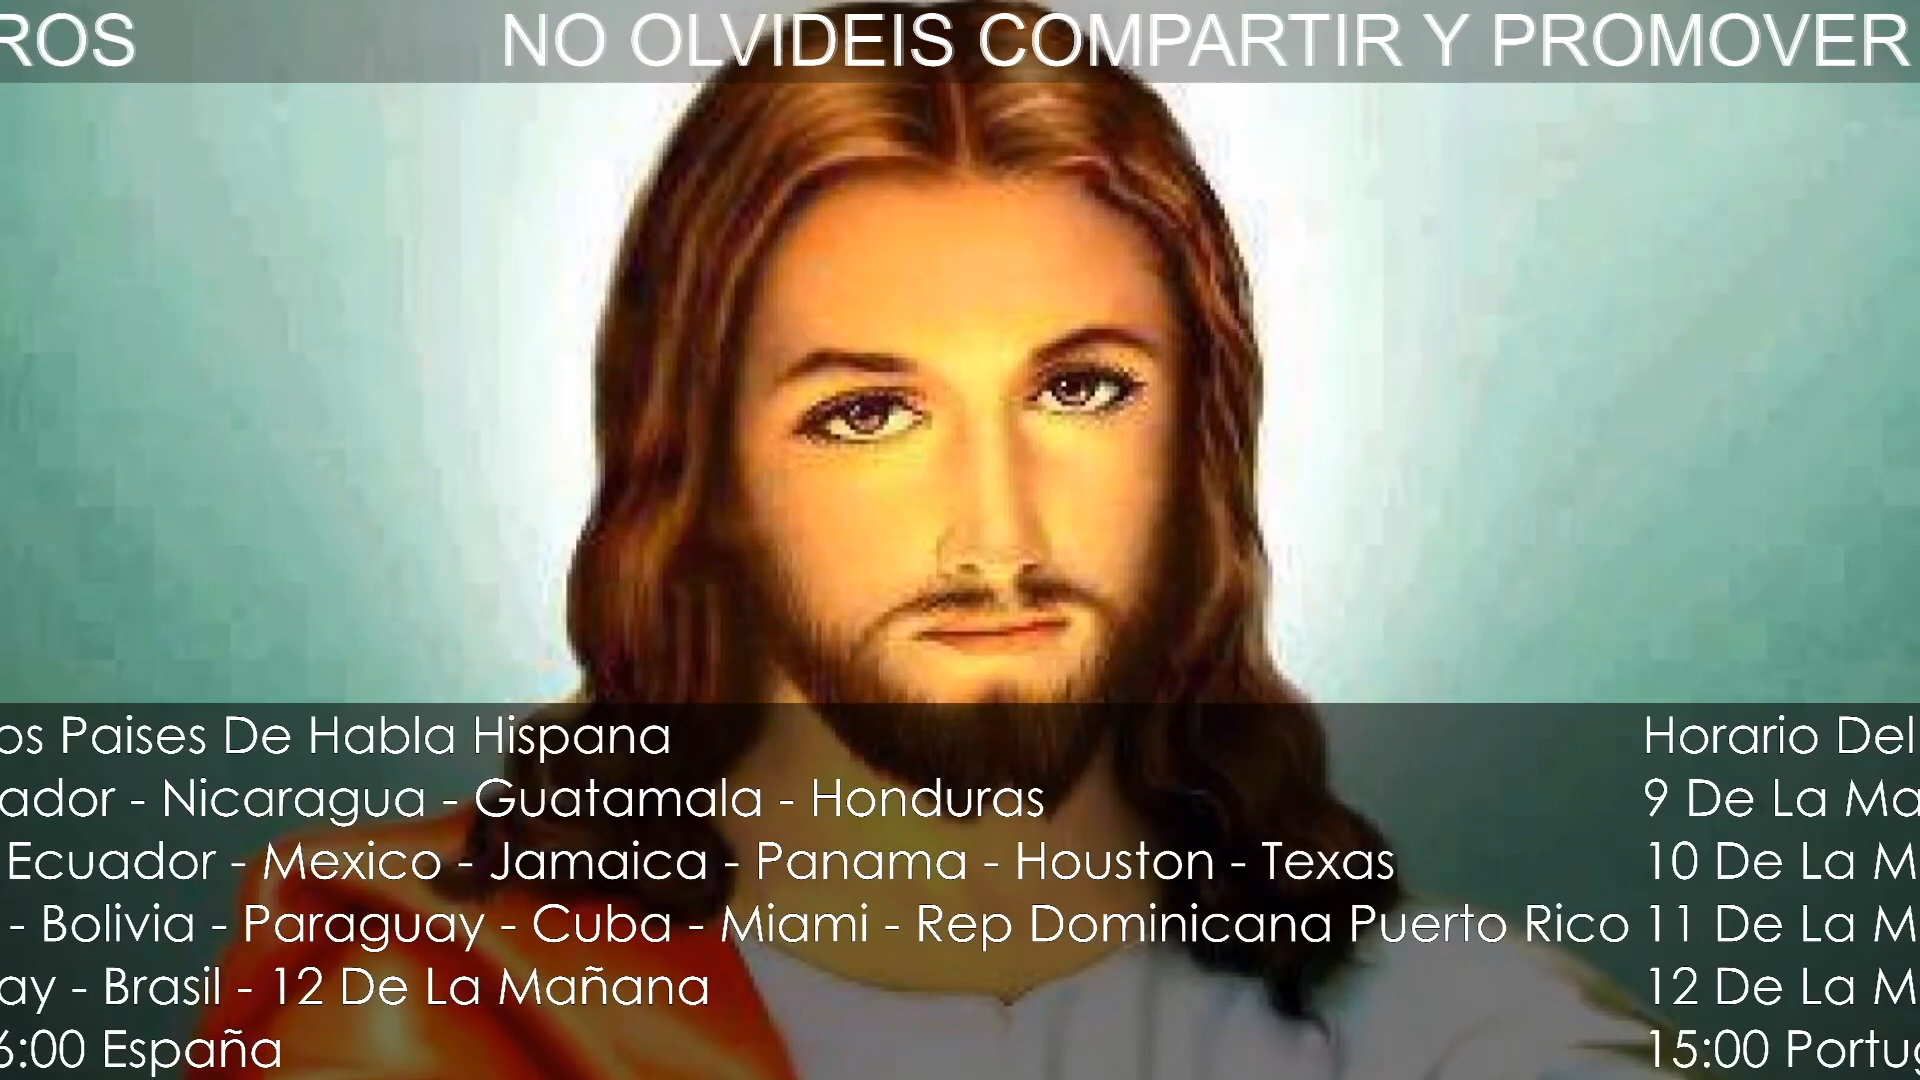 ROS NO OLVIDEIS COMPARTIR Y PROMOVER
os Paises De Habla Hispana Horario Del
ador - Nicaragua - Guatamala - Honduras 9 De La Ma
Ecuador - Mexico - Jamaica - Panama - Houston - Texas 10 De La M
- Bolivia - Paraguay - Cuba - Miami - Rep Dominicana Puerto Rico 11 De La M
ay - Brasil - 12 De La Mañana 12 De La M
6:00 España 15:00 Portug